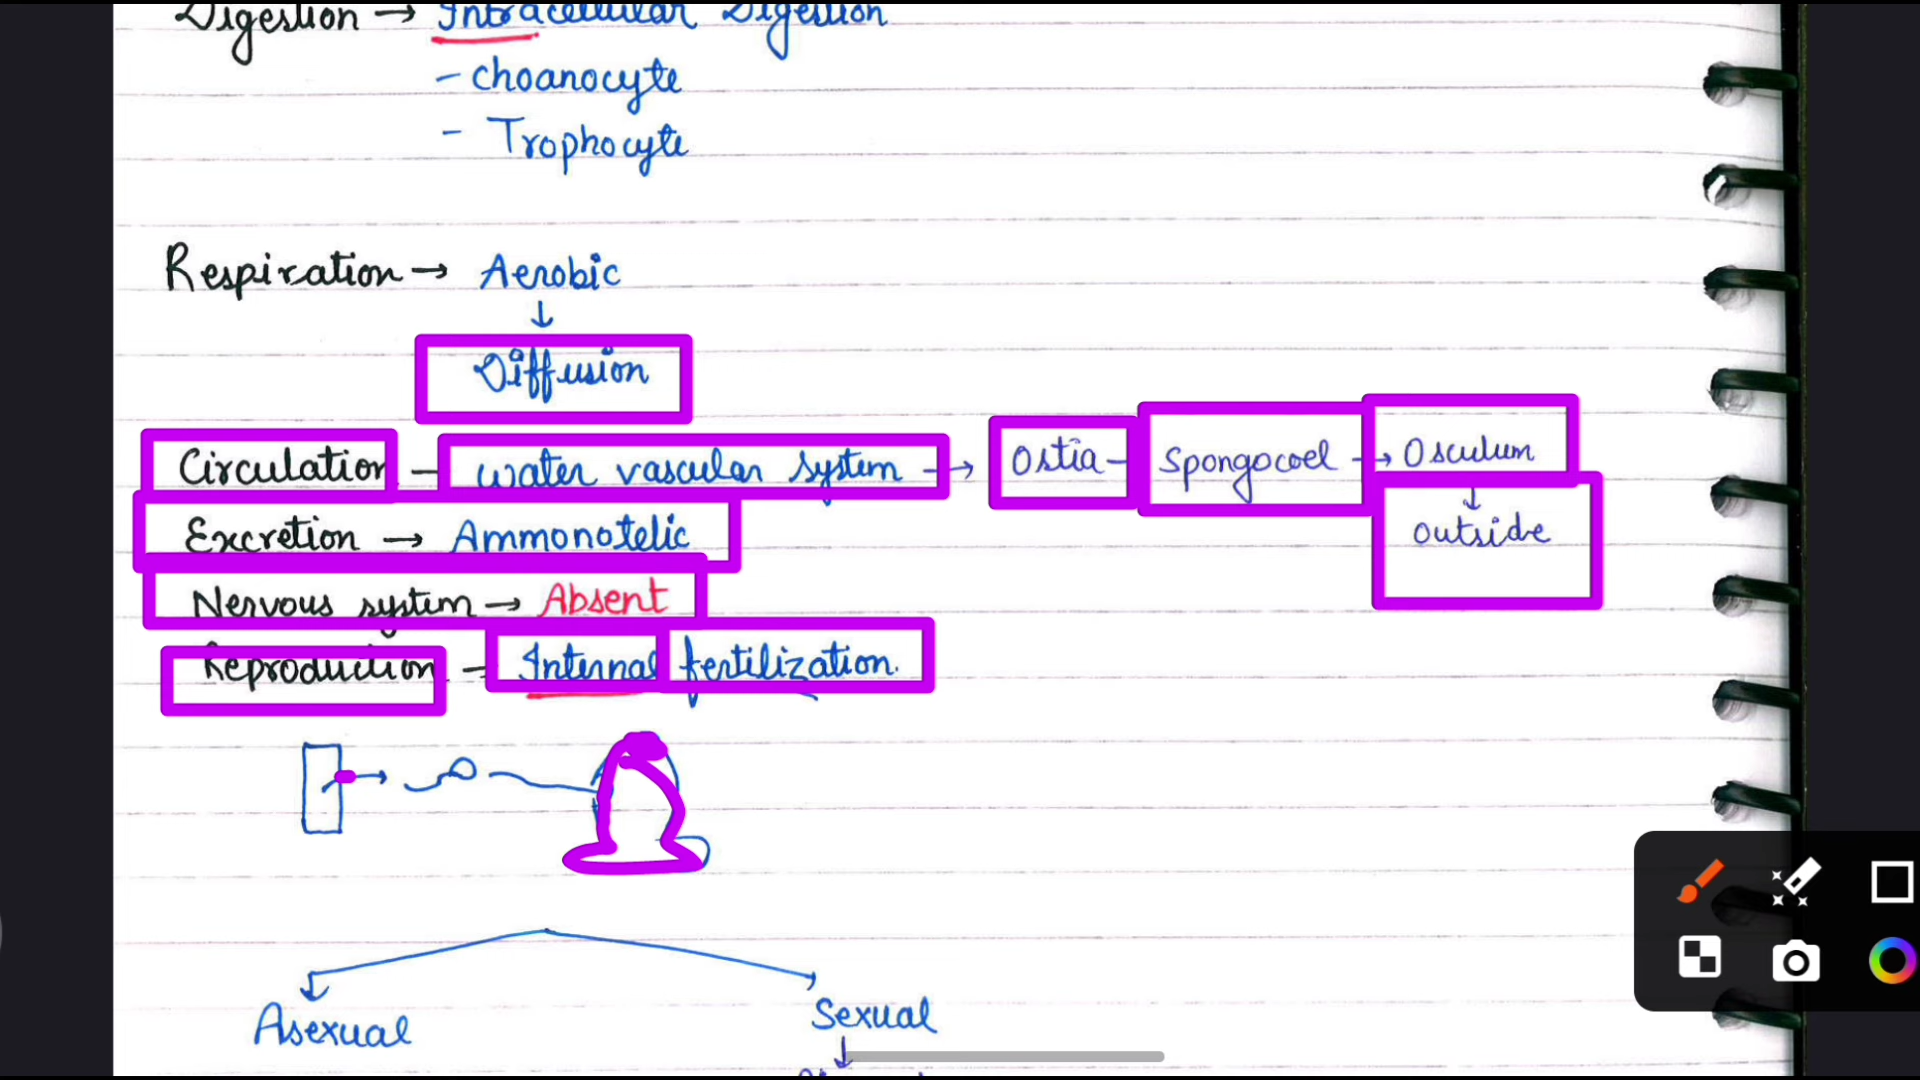 Digestion → Intracellular Digestion
- Choanocyte
- Trophocyte
Respiration → Aerobic
↓
Diffusion
Circulation - water vascular system → Ostia - Spongocoel → Osculum
↓
Excretion → Ammonotelic outside
Nervous system → Absent
Reproduction - Internal fertilization.
Asexual Sexual
↓